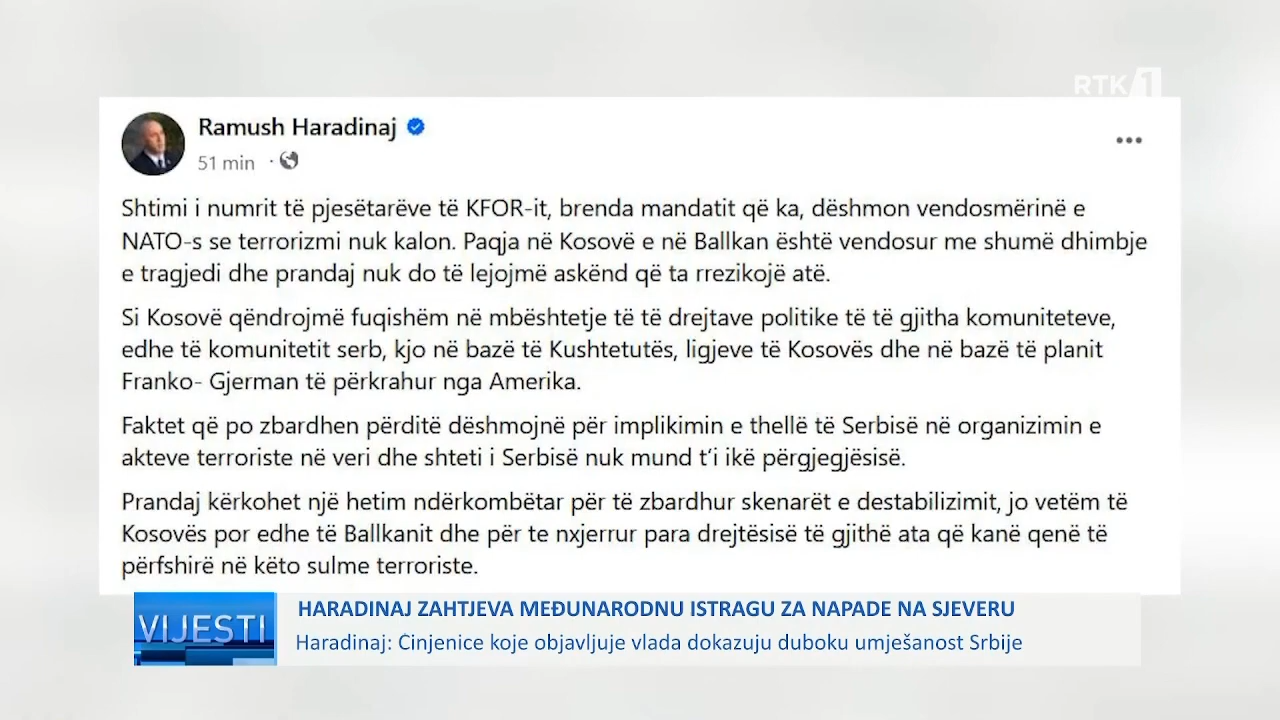 RTK 1
Ramush Haradinaj
51 min ·
Shtimi i numrit të pjesëtarëve të KFOR-it, brenda mandatit që ka, dëshmon vendosmërinë e
NATO-s se terrorizmi nuk kalon. Paqja në Kosovë e në Ballkan është vendosur me shumë dhimbje
e tragjedi dhe prandaj nuk do të lejojmë askënd që ta rrezikojë atë.
Si Kosovë qëndrojmë fuqishëm në mbështetje të të drejtave politike të të gjitha komuniteteve,
edhe të komunitetit serb, kjo në bazë të Kushtetutës, ligjeve të Kosovës dhe në bazë të planit
Franko- Gjerman të përkrahur nga Amerika.
Faktet që po zbardhen përditë dëshmojnë për implikimin e thellë të Serbisë në organizimin e
akteve terroriste në veri dhe shteti i Serbisë nuk mund t‘i ikë përgjegjësisë.
Prandaj kërkohet një hetim ndërkombëtar për të zbardhur skenarët e destabilizimit, jo vetëm të
Kosovës por edhe të Ballkanit dhe për te nxjerrur para drejtësisë të gjithë ata që kanë qenë të
përfshirë në këto sulme terroriste.
VIJESTI
HARADINAJ ZAHTJEVA MEĐUNARODNU ISTRAGU ZA NAPADE NA SJEVERU
Haradinaj: Cinjenice koje objavljuje vlada dokazuju duboku umješanost Srbije